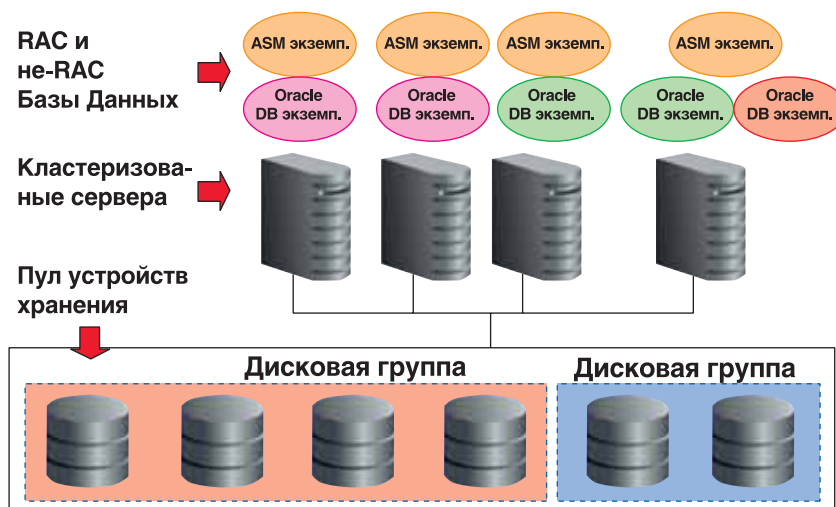 RAC и
не-RAC
Базы Данных
ASM экземп.
ASM экземп.
ASM экземп.
ASM экземп.
Oracle
DB экземп.
Oracle
DB экземп.
Oracle
DB экземп.
Oracle
DB экземп.
Oracle
DB экземп.
Кластеризова-
ные сервера
Пул устройств
хранения
Дисковая группа
Дисковая группа